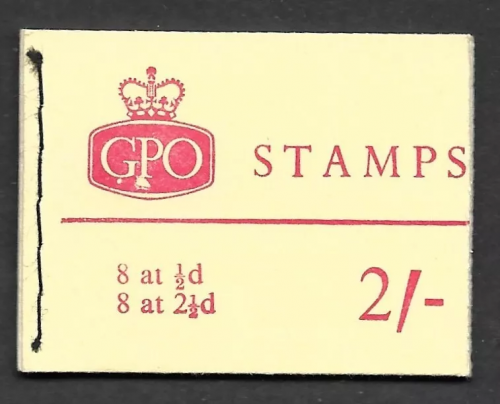 GPO
STAMPS
8 at ½d
8 at 2½d
2/-